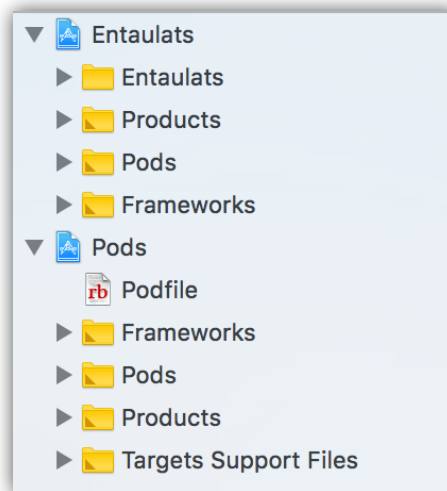 Entaulats
Entaulats
Products
Pods
Frameworks
Pods
rb Podfile
Frameworks
Pods
Products
Targets Support Files